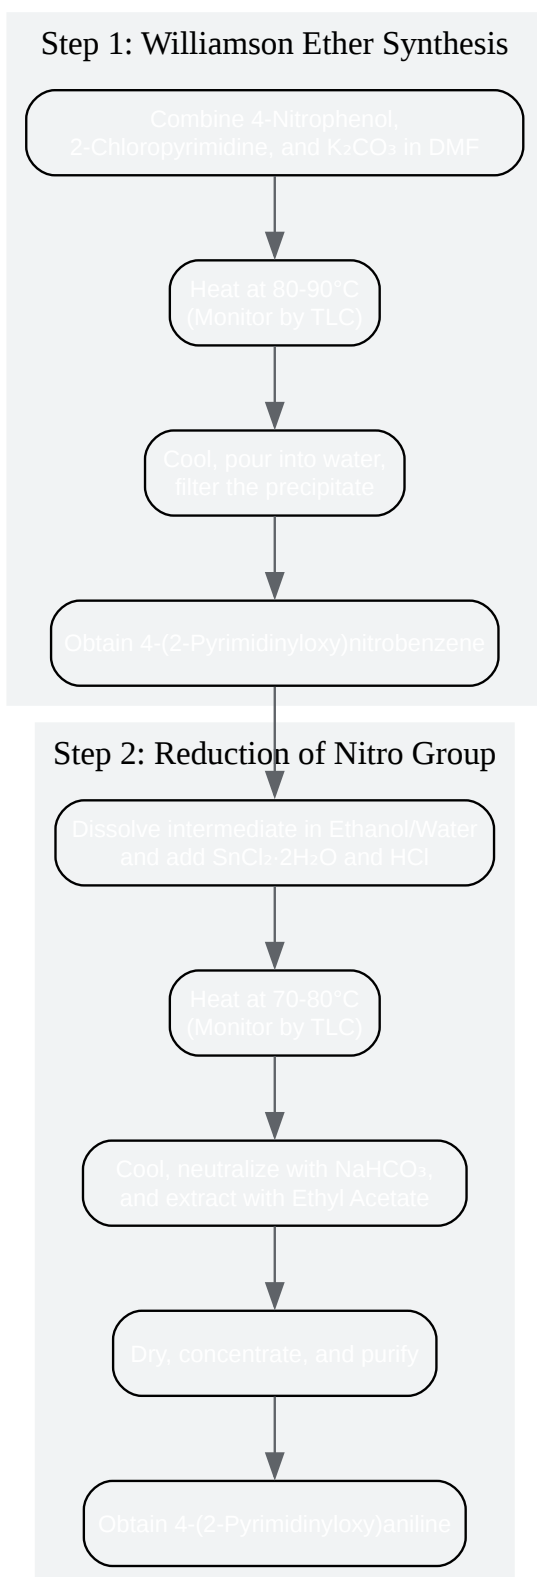 Step 1: Williamson Ether Synthesis
Combine 4-Nitrophenol,
2-Chloropyrimidine, and K₂CO₃ in DMF
Heat at 80-90°C
(Monitor by TLC)
Cool, pour into water,
filter the precipitate
Obtain 4-(2-Pyrimidinyloxy)nitrobenzene
Step 2: Reduction of Nitro Group
Dissolve intermediate in Ethanol/Water
and add SnCl₂·2H₂O and HCl
Heat at 70-80°C
(Monitor by TLC)
Cool, neutralize with NaHCO₃,
and extract with Ethyl Acetate
Dry, concentrate, and purify
Obtain 4-(2-Pyrimidinyloxy)aniline